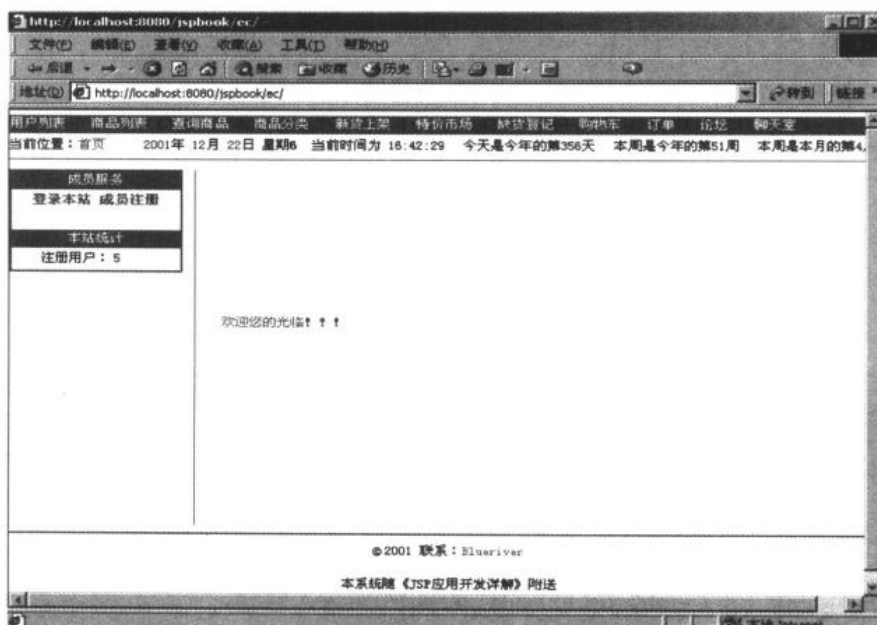 http://localhost:8080/jspbook/ec/
文件(F) 编辑(E) 查看(V) 收藏(A) 工具(T) 帮助(H)
后退 搜索 收藏 历史
地址(D) http://localhost:8080/jspbook/ec/ 转到 链接
用户列表 商品列表 查询商品 商品分类 新货上架 特价市场 缺货登记 购物车 订单 论坛 聊天室
当前位置：首页 2001年 12月 22日 星期6 当前时间为 16:42:29 今天是今年的第356天 本周是今年的第51周 本周是本月的第4
成员服务
登录本站 成员注册
本站统计
注册用户：5
欢迎您的光临！！！
©2001 联系：Blueriver
本系统随《JSP应用开发详解》附送
本地 Intranet